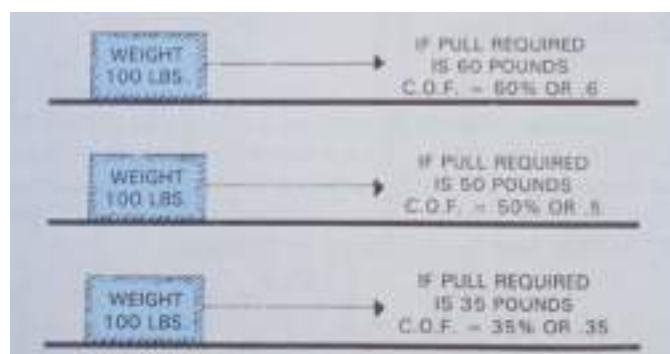 WEIGHT
100 LBS.
IF PULL REQUIRED
IS 60 POUNDS
C.O.F. = 60% OR .6
WEIGHT
100 LBS.
IF PULL REQUIRED
IS 50 POUNDS
C.O.F. = 50% OR .5
WEIGHT
100 LBS.
IF PULL REQUIRED
IS 35 POUNDS
C.O.F. = 35% OR .35